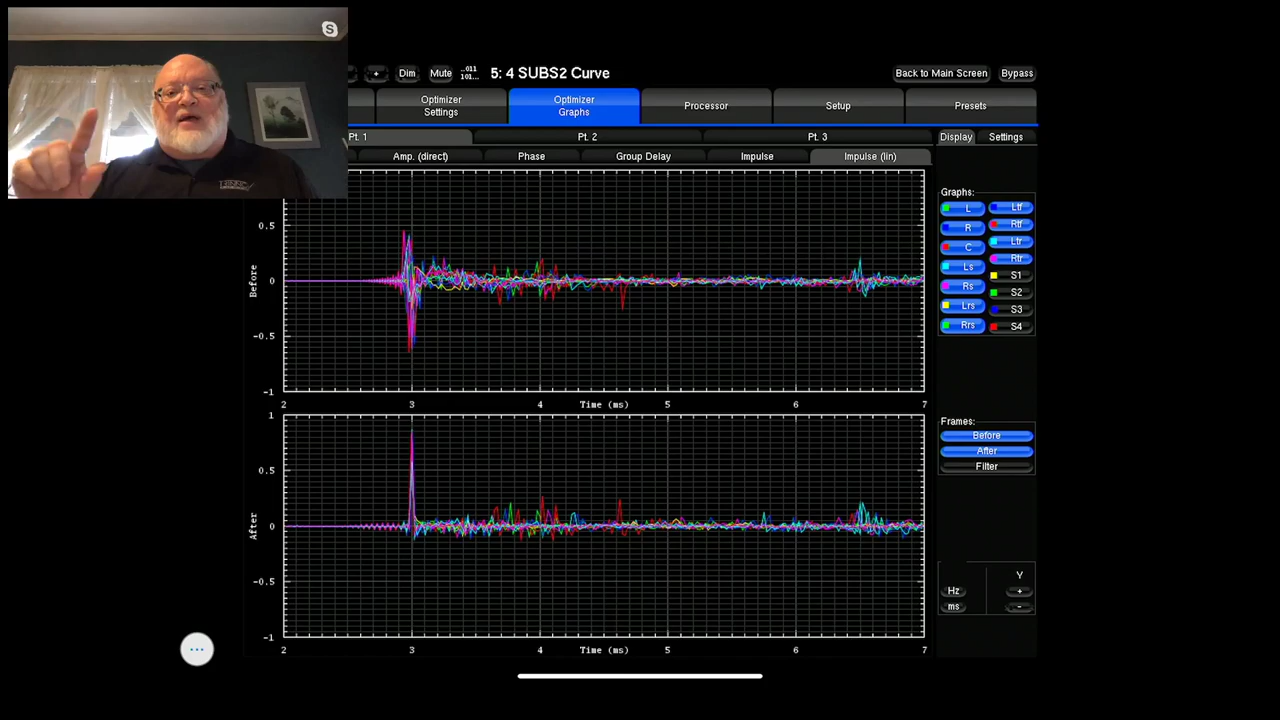 + Dim Mute ..011 101... 5: 4 SUBS2 Curve Back to Main Screen Bypass
Optimizer Settings Optimizer Graphs Processor Setup Presets
Pt. 1 Pt. 2 Pt. 3 Display Settings
Amp. (direct) Phase Group Delay Impulse Impulse (lin)
Graphs:
L Ltf
R Rtf
C Ltr
Ls Rtr
Rs S1
Lrs S2
Rrs S3
S4
Before
0.5
0
-0.5
-1
2 3 4 Time (ms) 5 6 7
Frames:
Before
After
Filter
After
1
0.5
0
-0.5
-1
2 3 4 Time (ms) 5 6 7
Y
Hz +
ms -